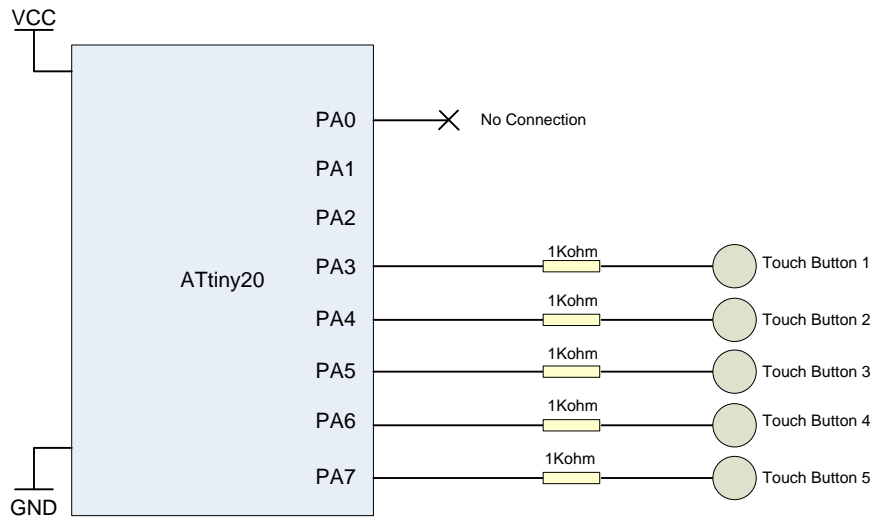 VCC
PA0
No Connection
PA1
PA2
ATtiny20
PA3
1Kohm
Touch Button 1
PA4
1Kohm
Touch Button 2
PA5
1Kohm
Touch Button 3
PA6
1Kohm
Touch Button 4
PA7
1Kohm
Touch Button 5
GND